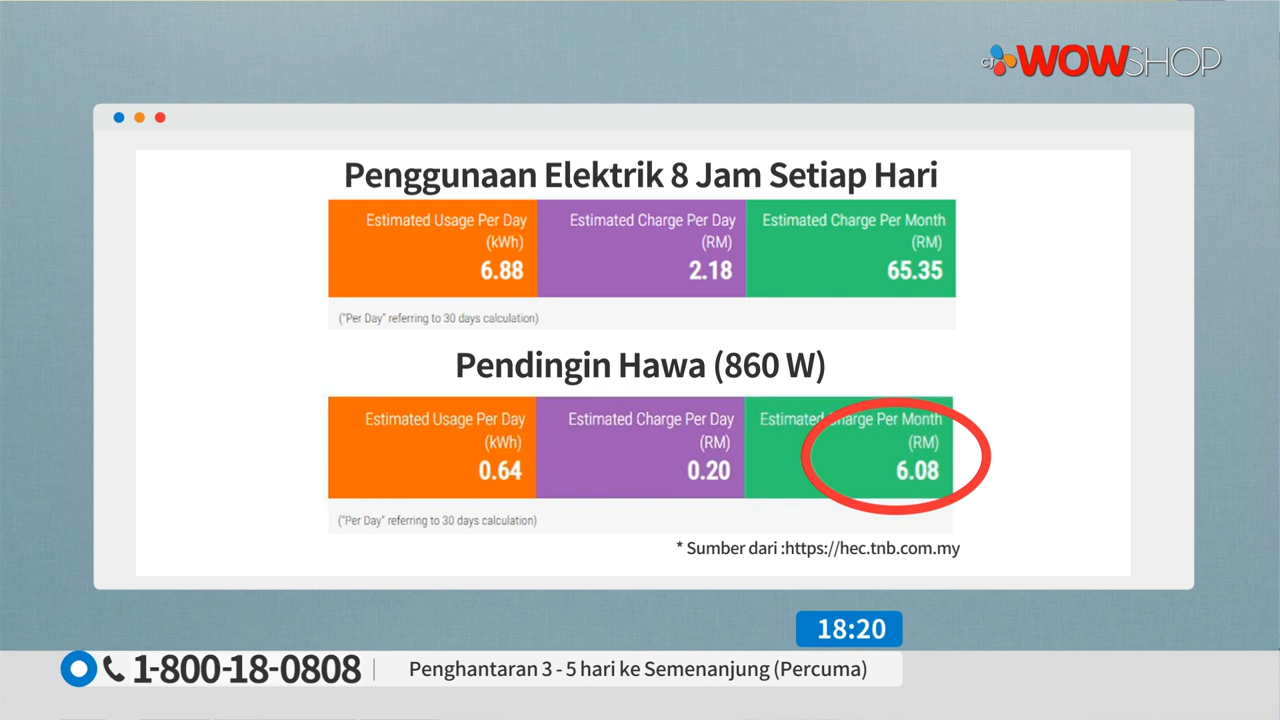 CJ WOWSHOP
Penggunaan Elektrik 8 Jam Setiap Hari
Estimated Usage Per Day
(kWh)
6.88
Estimated Charge Per Day
(RM)
2.18
Estimated Charge Per Month
(RM)
65.35
("Per Day" referring to 30 days calculation)
Pendingin Hawa (860 W)
Estimated Usage Per Day
(kWh)
0.64
Estimated Charge Per Day
(RM)
0.20
Estimated Charge Per Month
(RM)
6.08
("Per Day" referring to 30 days calculation)
* Sumber dari :https://hec.tnb.com.my
18:20
1-800-18-0808
Penghantaran 3 - 5 hari ke Semenanjung (Percuma)